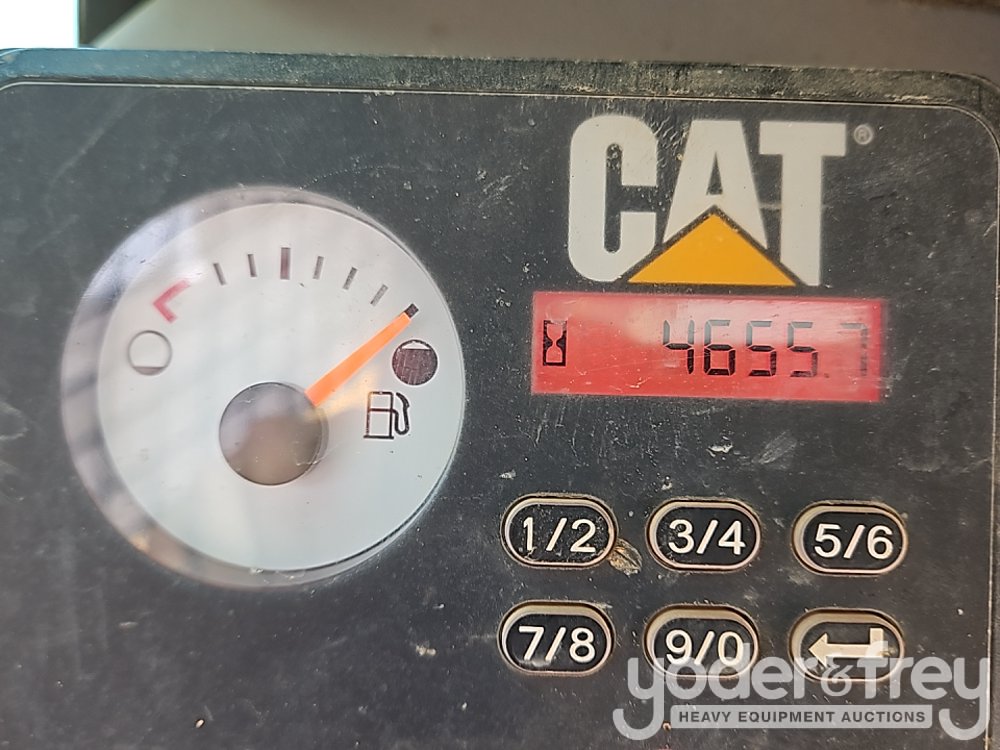 CAT®
4655.7
1/2 3/4 5/6
7/8 9/0
yoder&frey
HEAVY EQUIPMENT AUCTIONS